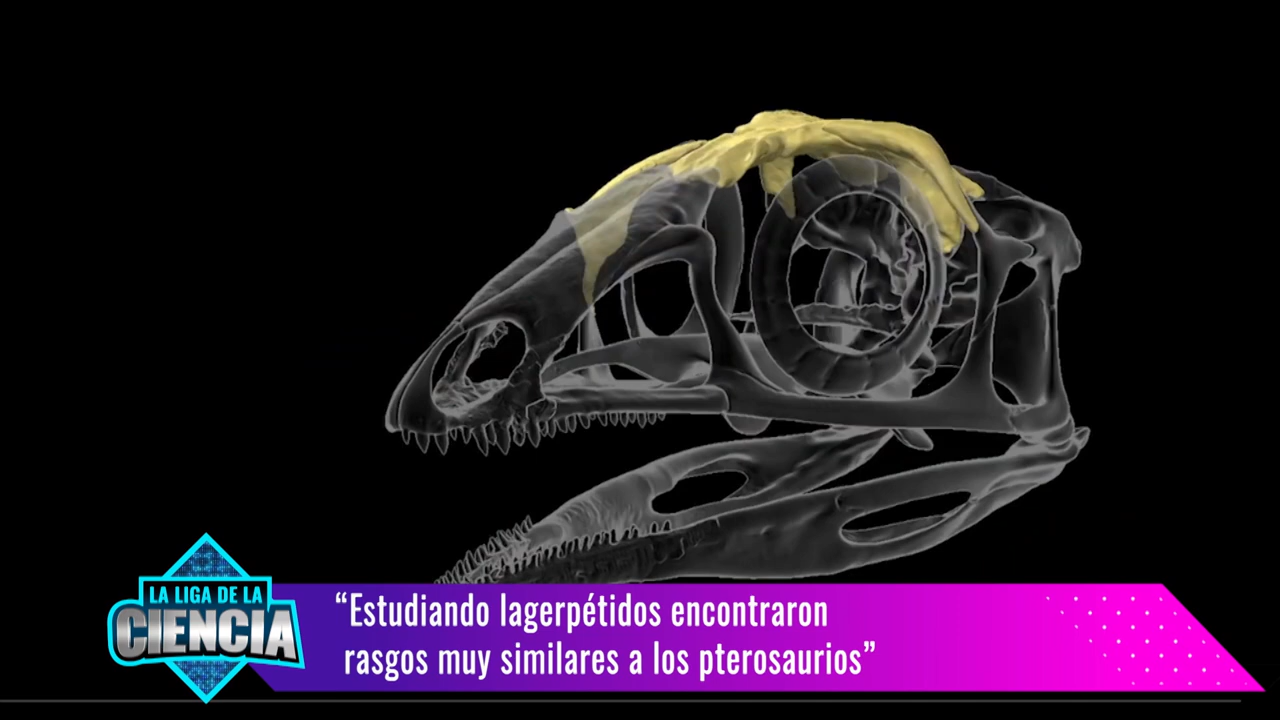 LA LIGA DE LA
CIENCIA
“Estudiando lagerpétidos encontraron
rasgos muy similares a los pterosaurios”